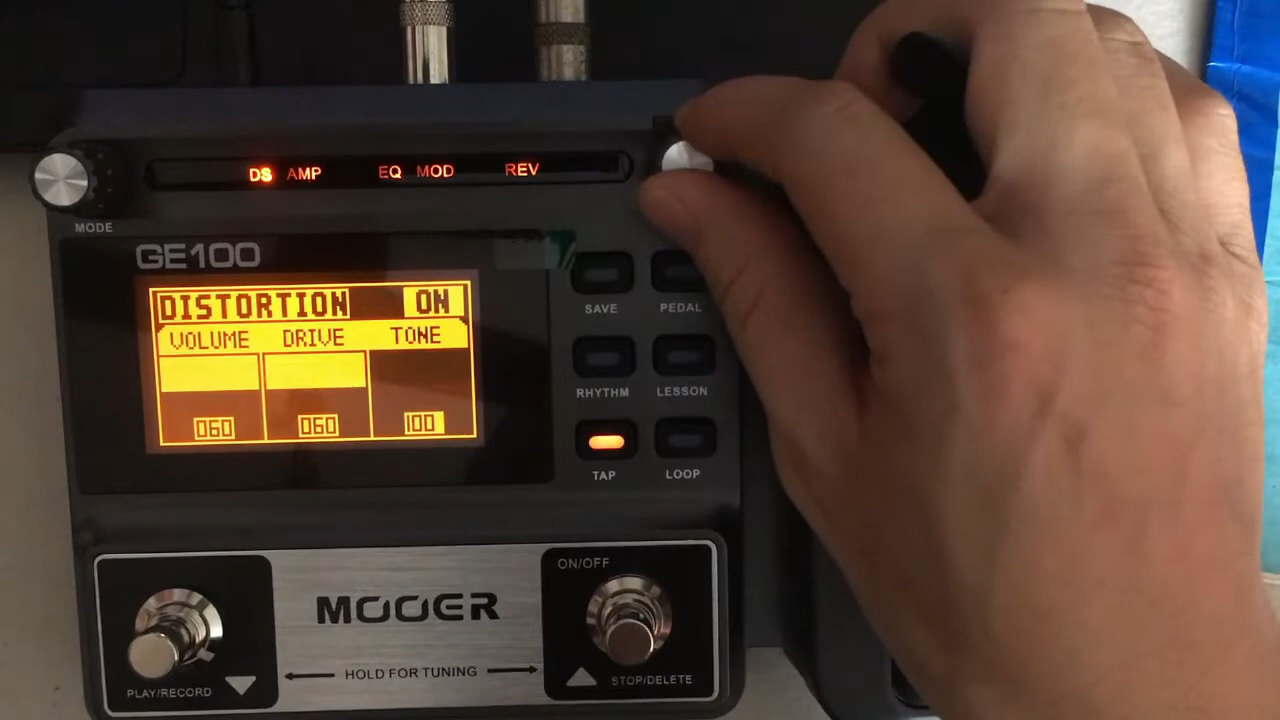 DS AMP EQ MOD REV
MODE
GE100
DISTORTION ON
VOLUME DRIVE TONE
060 060 100
SAVE PEDAL
RHYTHM LESSON
TAP LOOP
ON/OFF
MOOER
HOLD FOR TUNING
PLAY/RECORD
STOP/DELETE